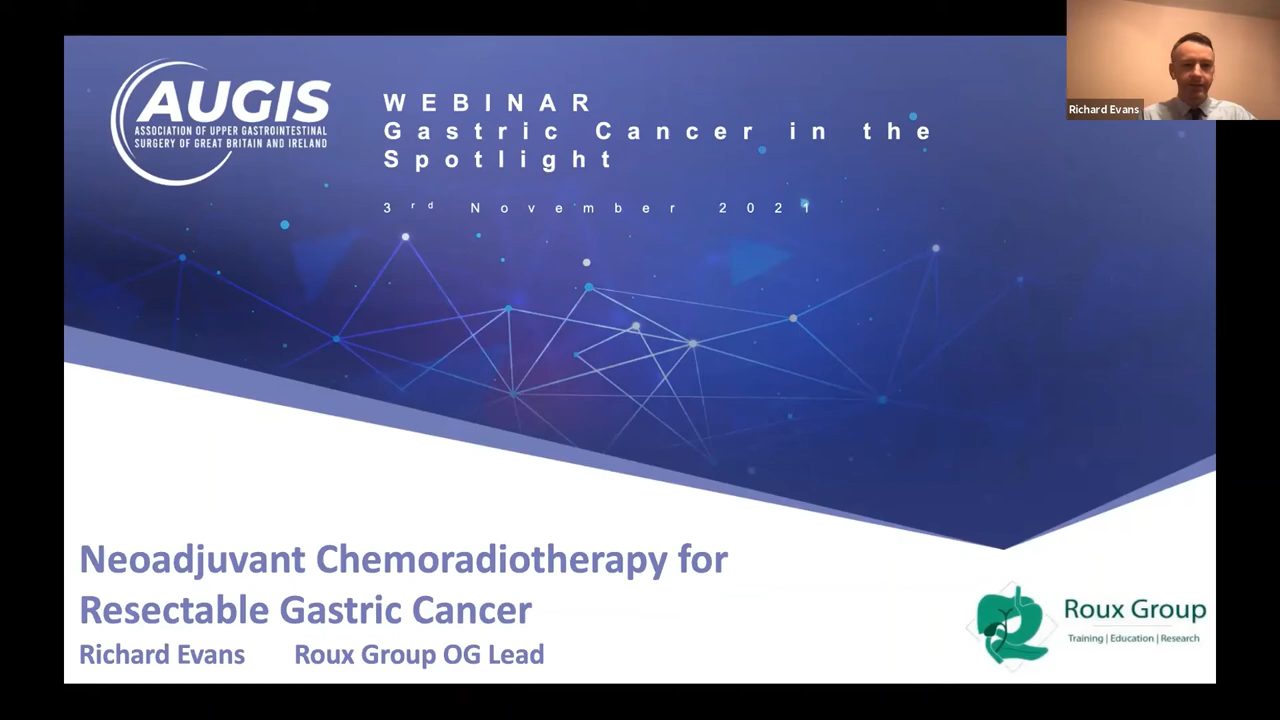 AUGIS
ASSOCIATION OF UPPER GASTROINTESTINAL
SURGERY OF GREAT BRITAIN AND IRELAND
WEBINAR
Gastric Cancer in the
Spotlight
3rd November 2021
Richard Evans
Neoadjuvant Chemoradiotherapy for
Resectable Gastric Cancer
Richard Evans Roux Group OG Lead
Roux Group
Training | Education | Research